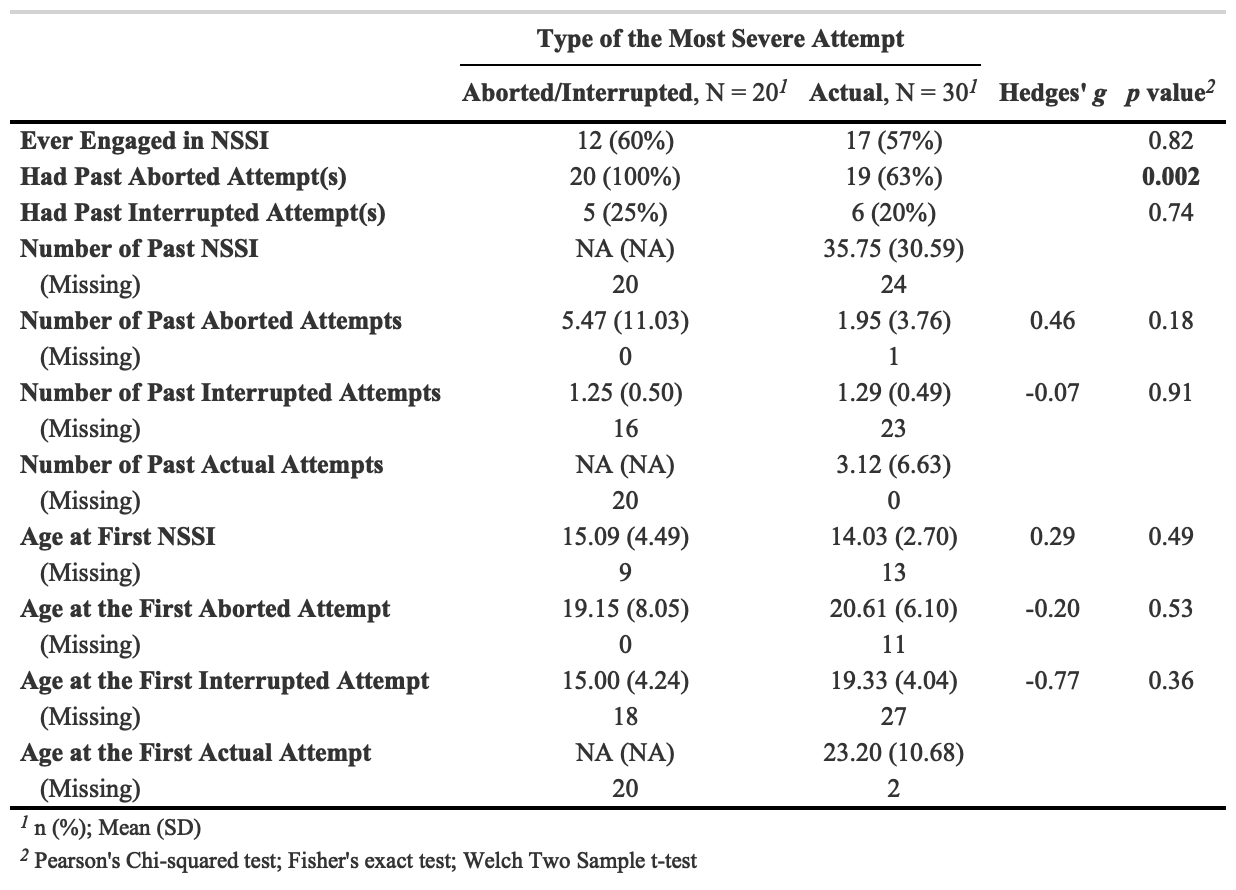 Type of the Most Severe Attempt
Aborted/Interrupted, N = 20¹ Actual, N = 30¹ Hedges' g p value²
Ever Engaged in NSSI 12 (60%) 17 (57%) 0.82
Had Past Aborted Attempt(s) 20 (100%) 19 (63%) 0.002
Had Past Interrupted Attempt(s) 5 (25%) 6 (20%) 0.74
Number of Past NSSI NA (NA) 35.75 (30.59)
(Missing) 20 24
Number of Past Aborted Attempts 5.47 (11.03) 1.95 (3.76) 0.46 0.18
(Missing) 0 1
Number of Past Interrupted Attempts 1.25 (0.50) 1.29 (0.49) -0.07 0.91
(Missing) 16 23
Number of Past Actual Attempts NA (NA) 3.12 (6.63)
(Missing) 20 0
Age at First NSSI 15.09 (4.49) 14.03 (2.70) 0.29 0.49
(Missing) 9 13
Age at the First Aborted Attempt 19.15 (8.05) 20.61 (6.10) -0.20 0.53
(Missing) 0 11
Age at the First Interrupted Attempt 15.00 (4.24) 19.33 (4.04) -0.77 0.36
(Missing) 18 27
Age at the First Actual Attempt NA (NA) 23.20 (10.68)
(Missing) 20 2
¹ n (%); Mean (SD)
² Pearson's Chi-squared test; Fisher's exact test; Welch Two Sample t-test